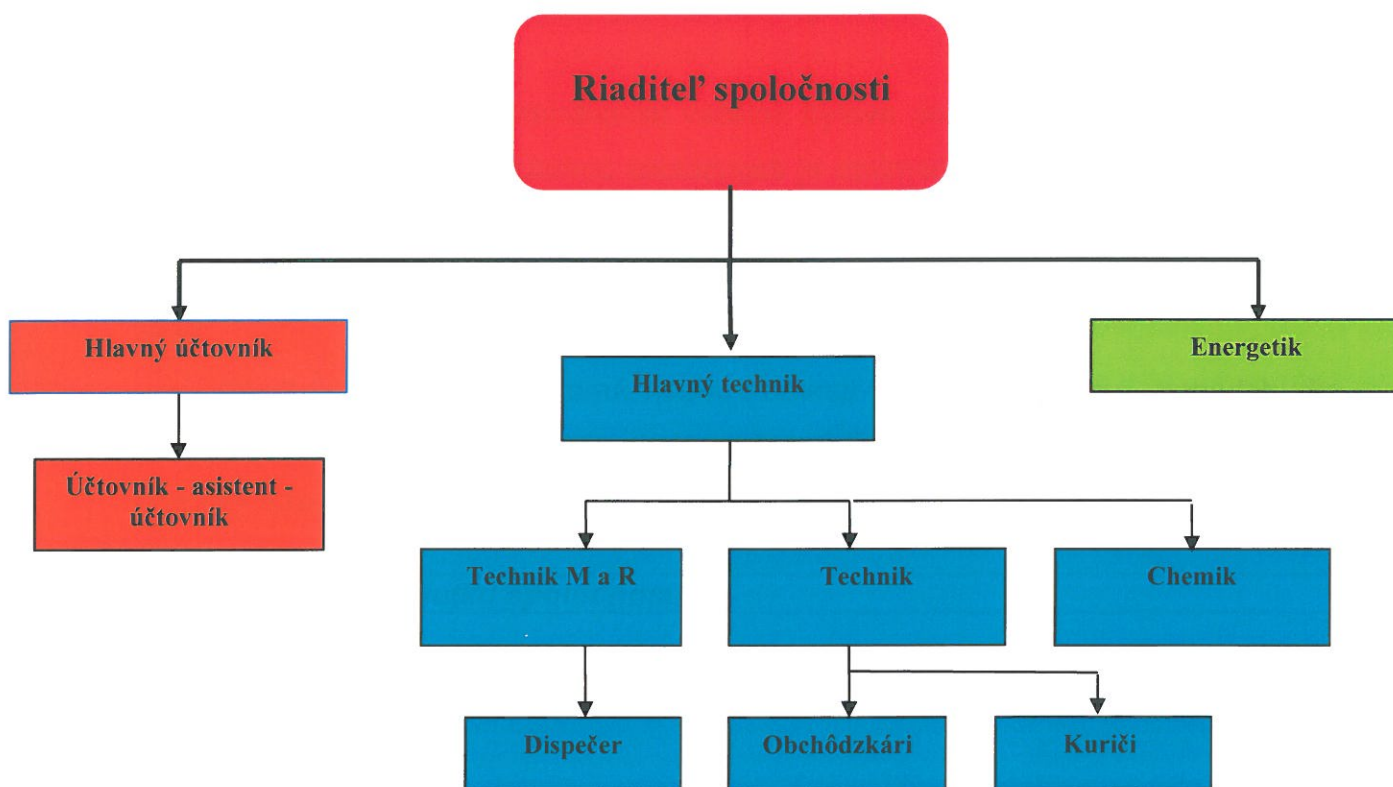 Riaditeľ spoločnosti
Hlavný účtovník
Hlavný technik
Energetik
Účtovník - asistent -
účtovník
Technik M a R
Technik
Chemik
Dispečer
Obchôdzkári
Kuriči